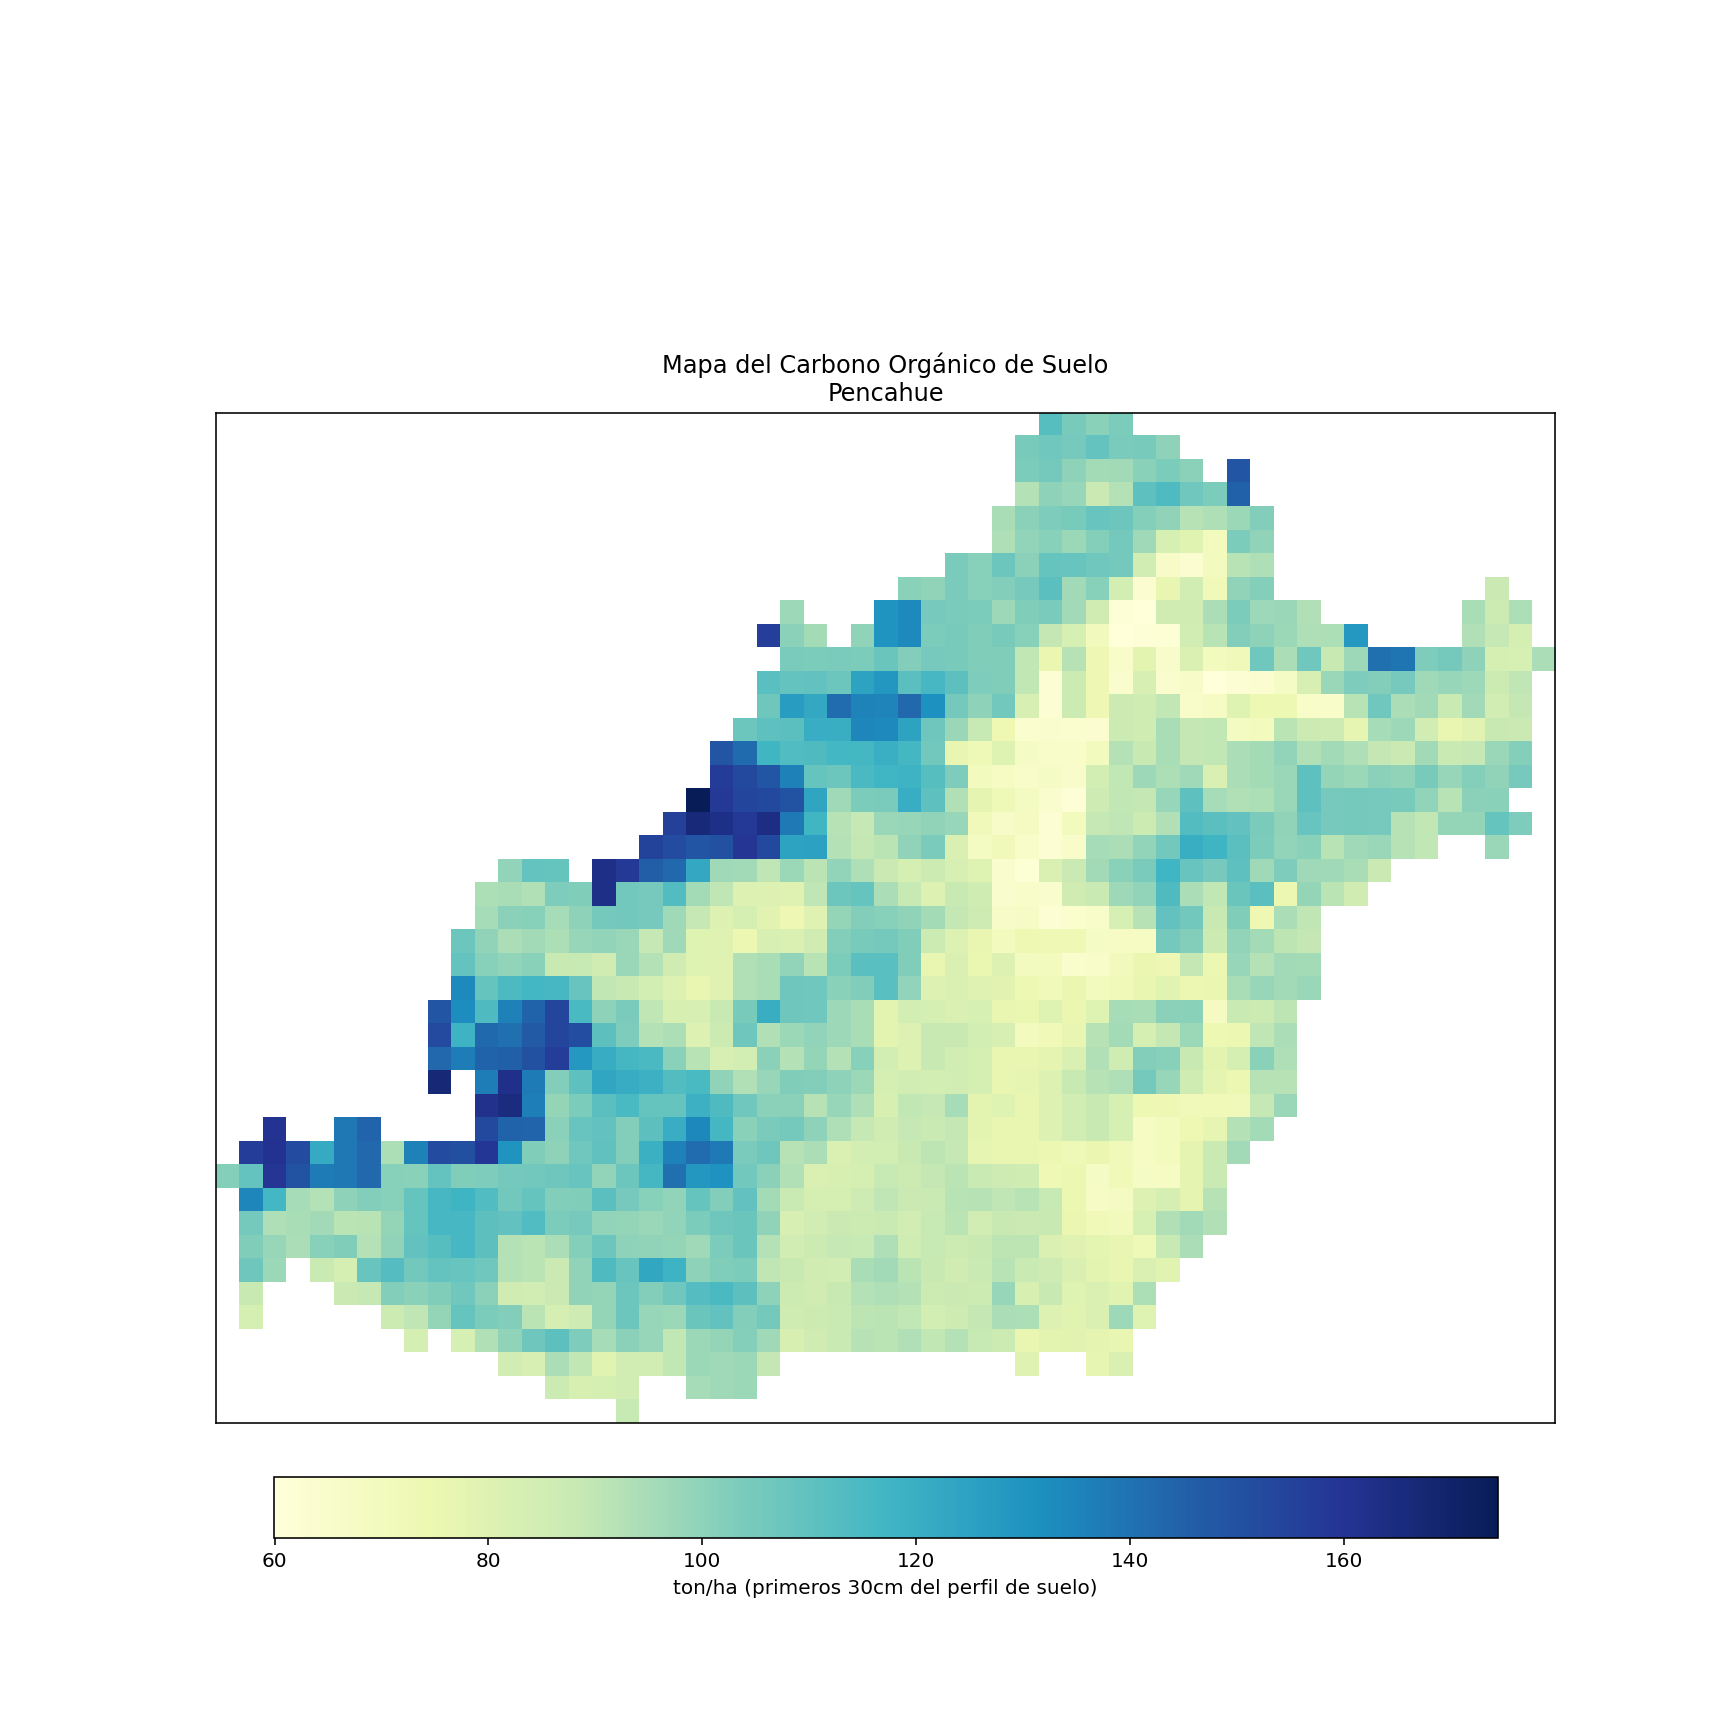 Mapa del Carbono Orgánico de Suelo
Pencahue
60 80 100 120 140 160
ton/ha (primeros 30cm del perfil de suelo)